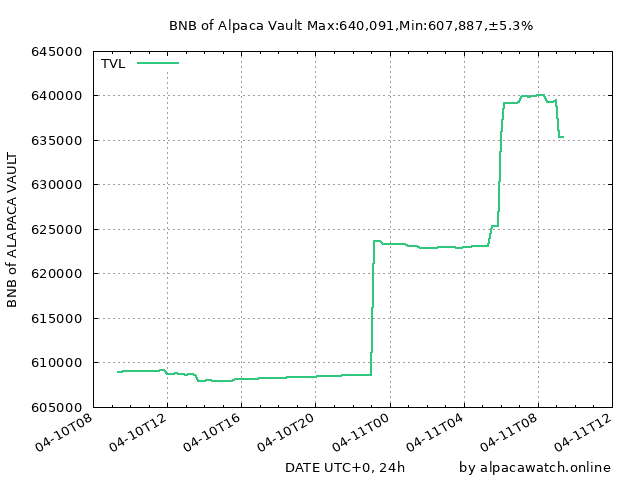 BNB of Alpaca Vault Max:640,091,Min:607,887,±5.3%
645000
TVL
640000
635000
630000
625000
620000
615000
610000
605000
BNB of ALAPACA VAULT
04-10T08
04-10T12
04-10T16
04-10T20
04-11T00
04-11T04
04-11T08
04-11T12
DATE UTC+0, 24h
by alpacawatch.online